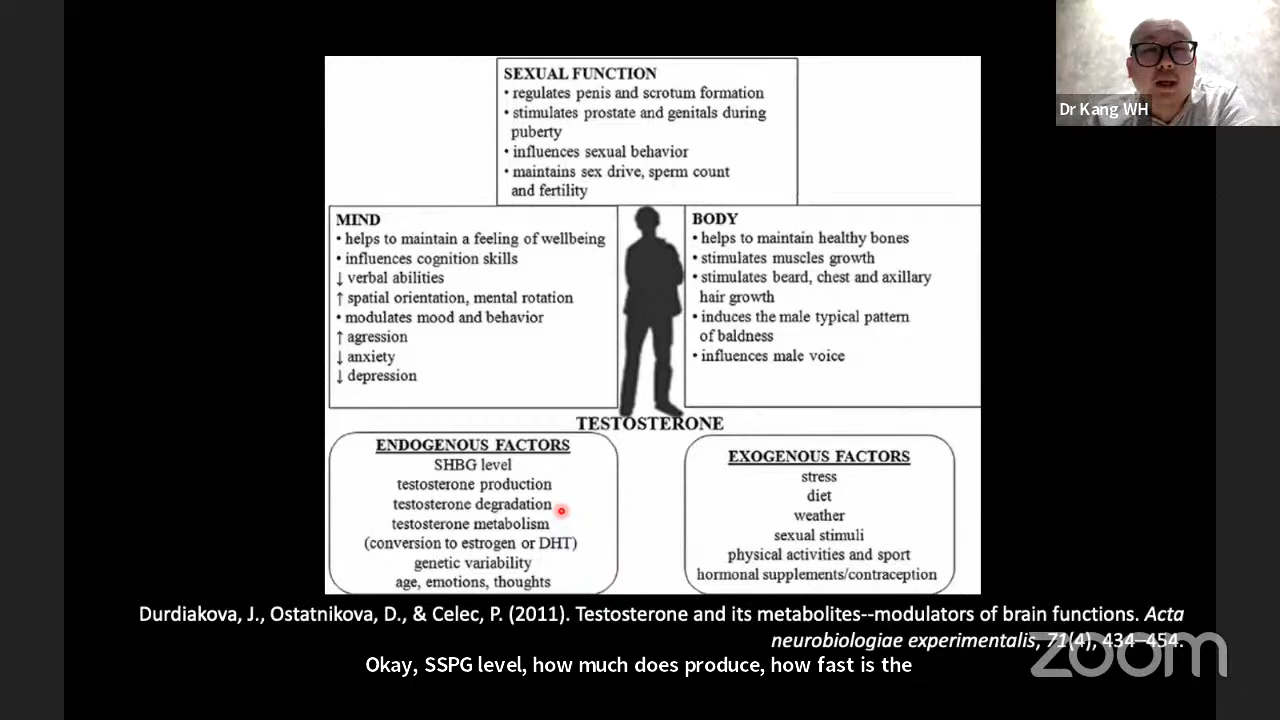 Dr Kang WH
SEXUAL FUNCTION
• regulates penis and scrotum formation
• stimulates prostate and genitals during
puberty
• influences sexual behavior
• maintains sex drive, sperm count
and fertility
MIND
• helps to maintain a feeling of wellbeing
• influences cognition skills
↓ verbal abilities
↑ spatial orientation, mental rotation
• modulates mood and behavior
↑ agression
↓ anxiety
↓ depression
BODY
• helps to maintain healthy bones
• stimulates muscles growth
• stimulates beard, chest and axillary
hair growth
• induces the male typical pattern
of baldness
• influences male voice
TESTOSTERONE
ENDOGENOUS FACTORS
SHBG level
testosterone production
testosterone degradation
testosterone metabolism
(conversion to estrogen or DHT)
genetic variability
age, emotions, thoughts
EXOGENOUS FACTORS
stress
diet
weather
sexual stimuli
physical activities and sport
hormonal supplements/contraception
Durdiakova, J., Ostatnikova, D., & Celec, P. (2011). Testosterone and its metabolites--modulators of brain functions. Acta
neurobiologiae experimentalis, 71(4), 434–454.
Okay, SSPG level, how much does produce, how fast is the
zoom